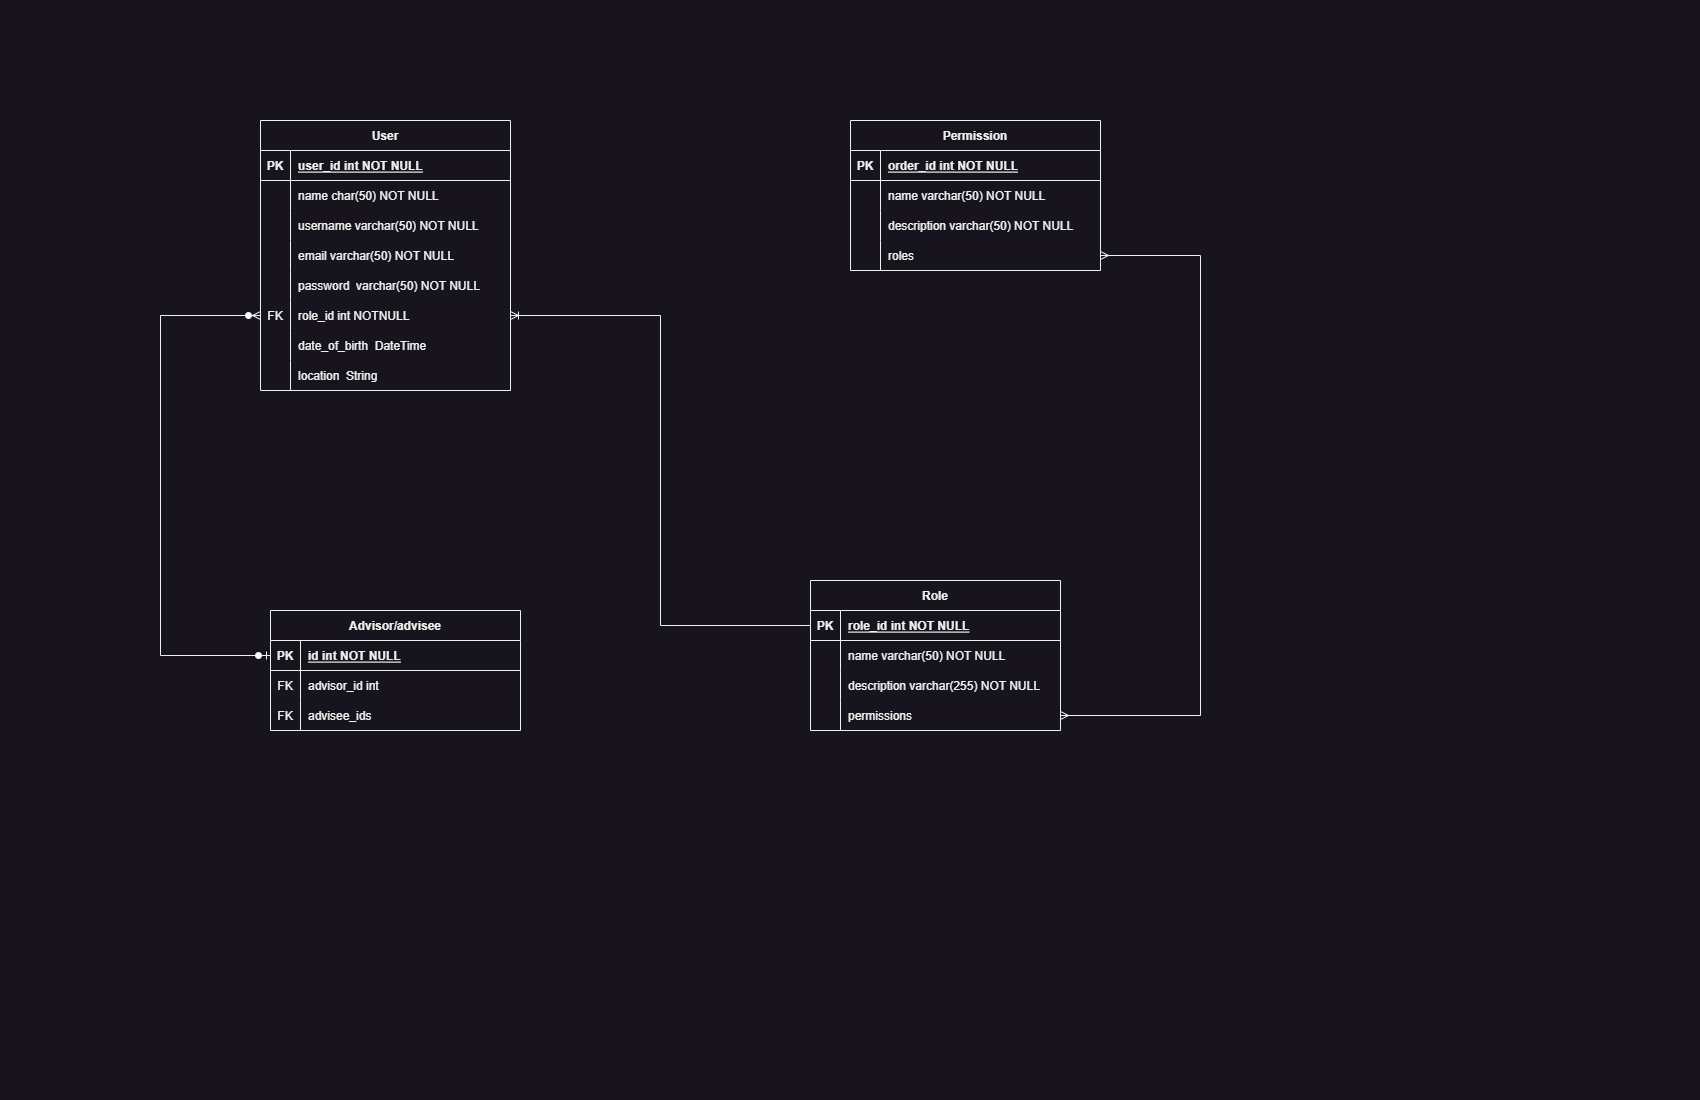 User
PK user_id int NOT NULL
name char(50) NOT NULL
username varchar(50) NOT NULL
email varchar(50) NOT NULL
password  varchar(50) NOT NULL
FK role_id int NOTNULL
date_of_birth  DateTime
location  String
Permission
PK order_id int NOT NULL
name varchar(50) NOT NULL
description varchar(50) NOT NULL
roles
Advisor/advisee
PK id int NOT NULL
FK advisor_id int
FK advisee_ids
Role
PK role_id int NOT NULL
name varchar(50) NOT NULL
description varchar(255) NOT NULL
permissions